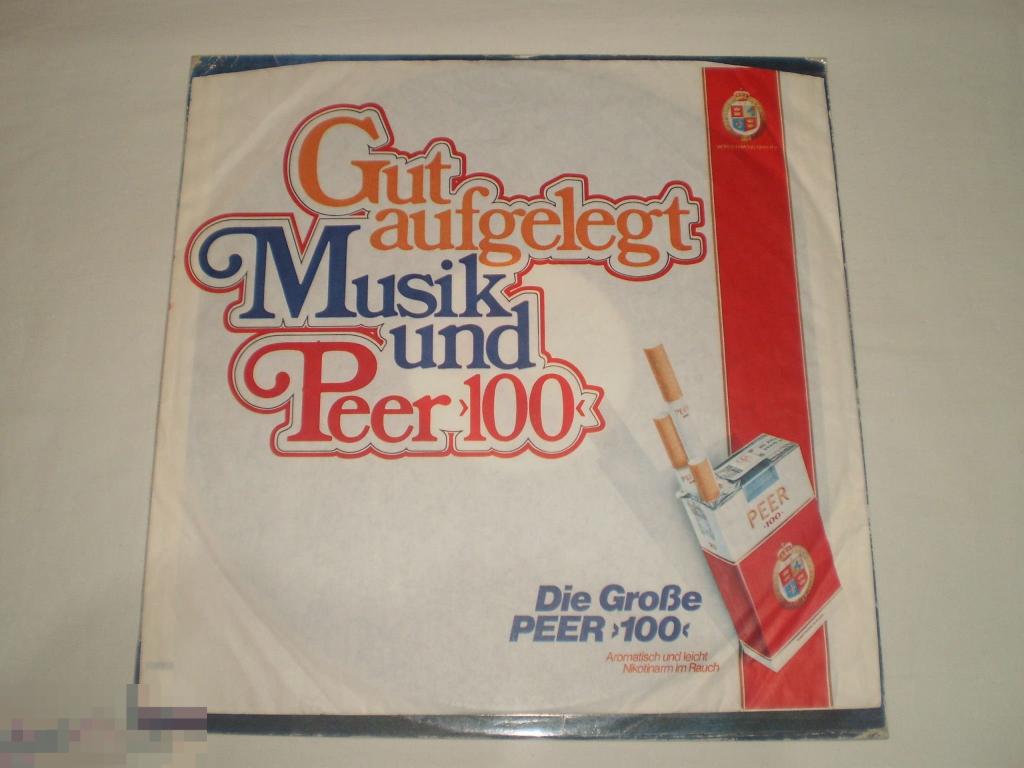 Gut
aufgelegt
Musik
und
Peer ›100‹
PEER
›100‹
Die Große
PEER ›100‹
Aromatisch und leicht
Nikotinarm im Rauch